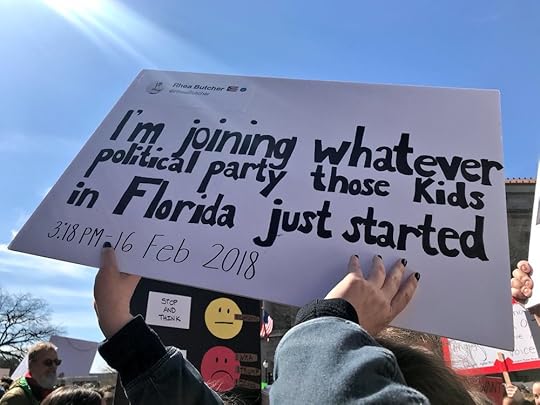 Rhea Butcher
@RheaButcher
I'm joining whatever
political party those Kids
in Florida just started
3:18 PM - 16 Feb 2018
STOP AND
THINK